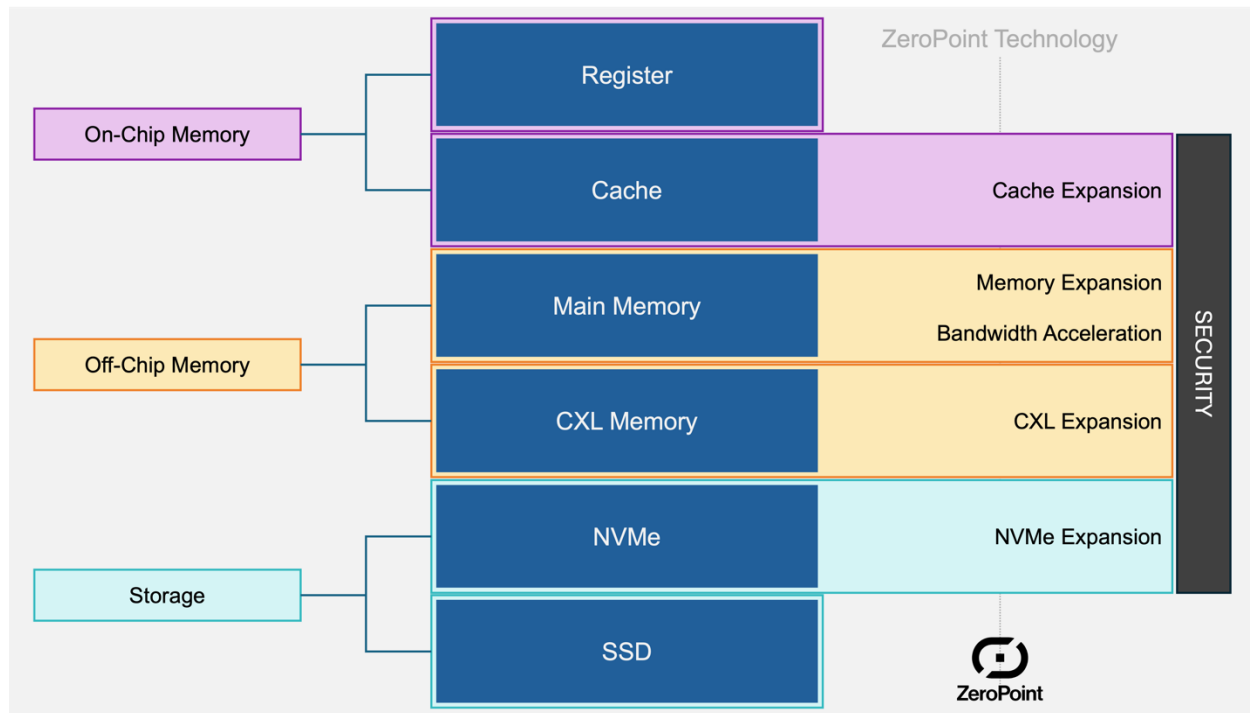 ZeroPoint Technology
Register
On-Chip Memory
Cache
Cache Expansion
Main Memory
Memory Expansion
Bandwidth Acceleration
Off-Chip Memory
CXL Memory
CXL Expansion
SECURITY
NVMe
NVMe Expansion
Storage
SSD
ZeroPoint